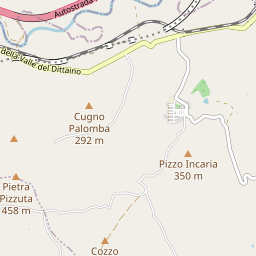 Autostrada
della Valle del Dittaino
Cugno
Palomba
292 m
Pizzo Incaria
350 m
Pietra
Pizzuta
458 m
Cozzo